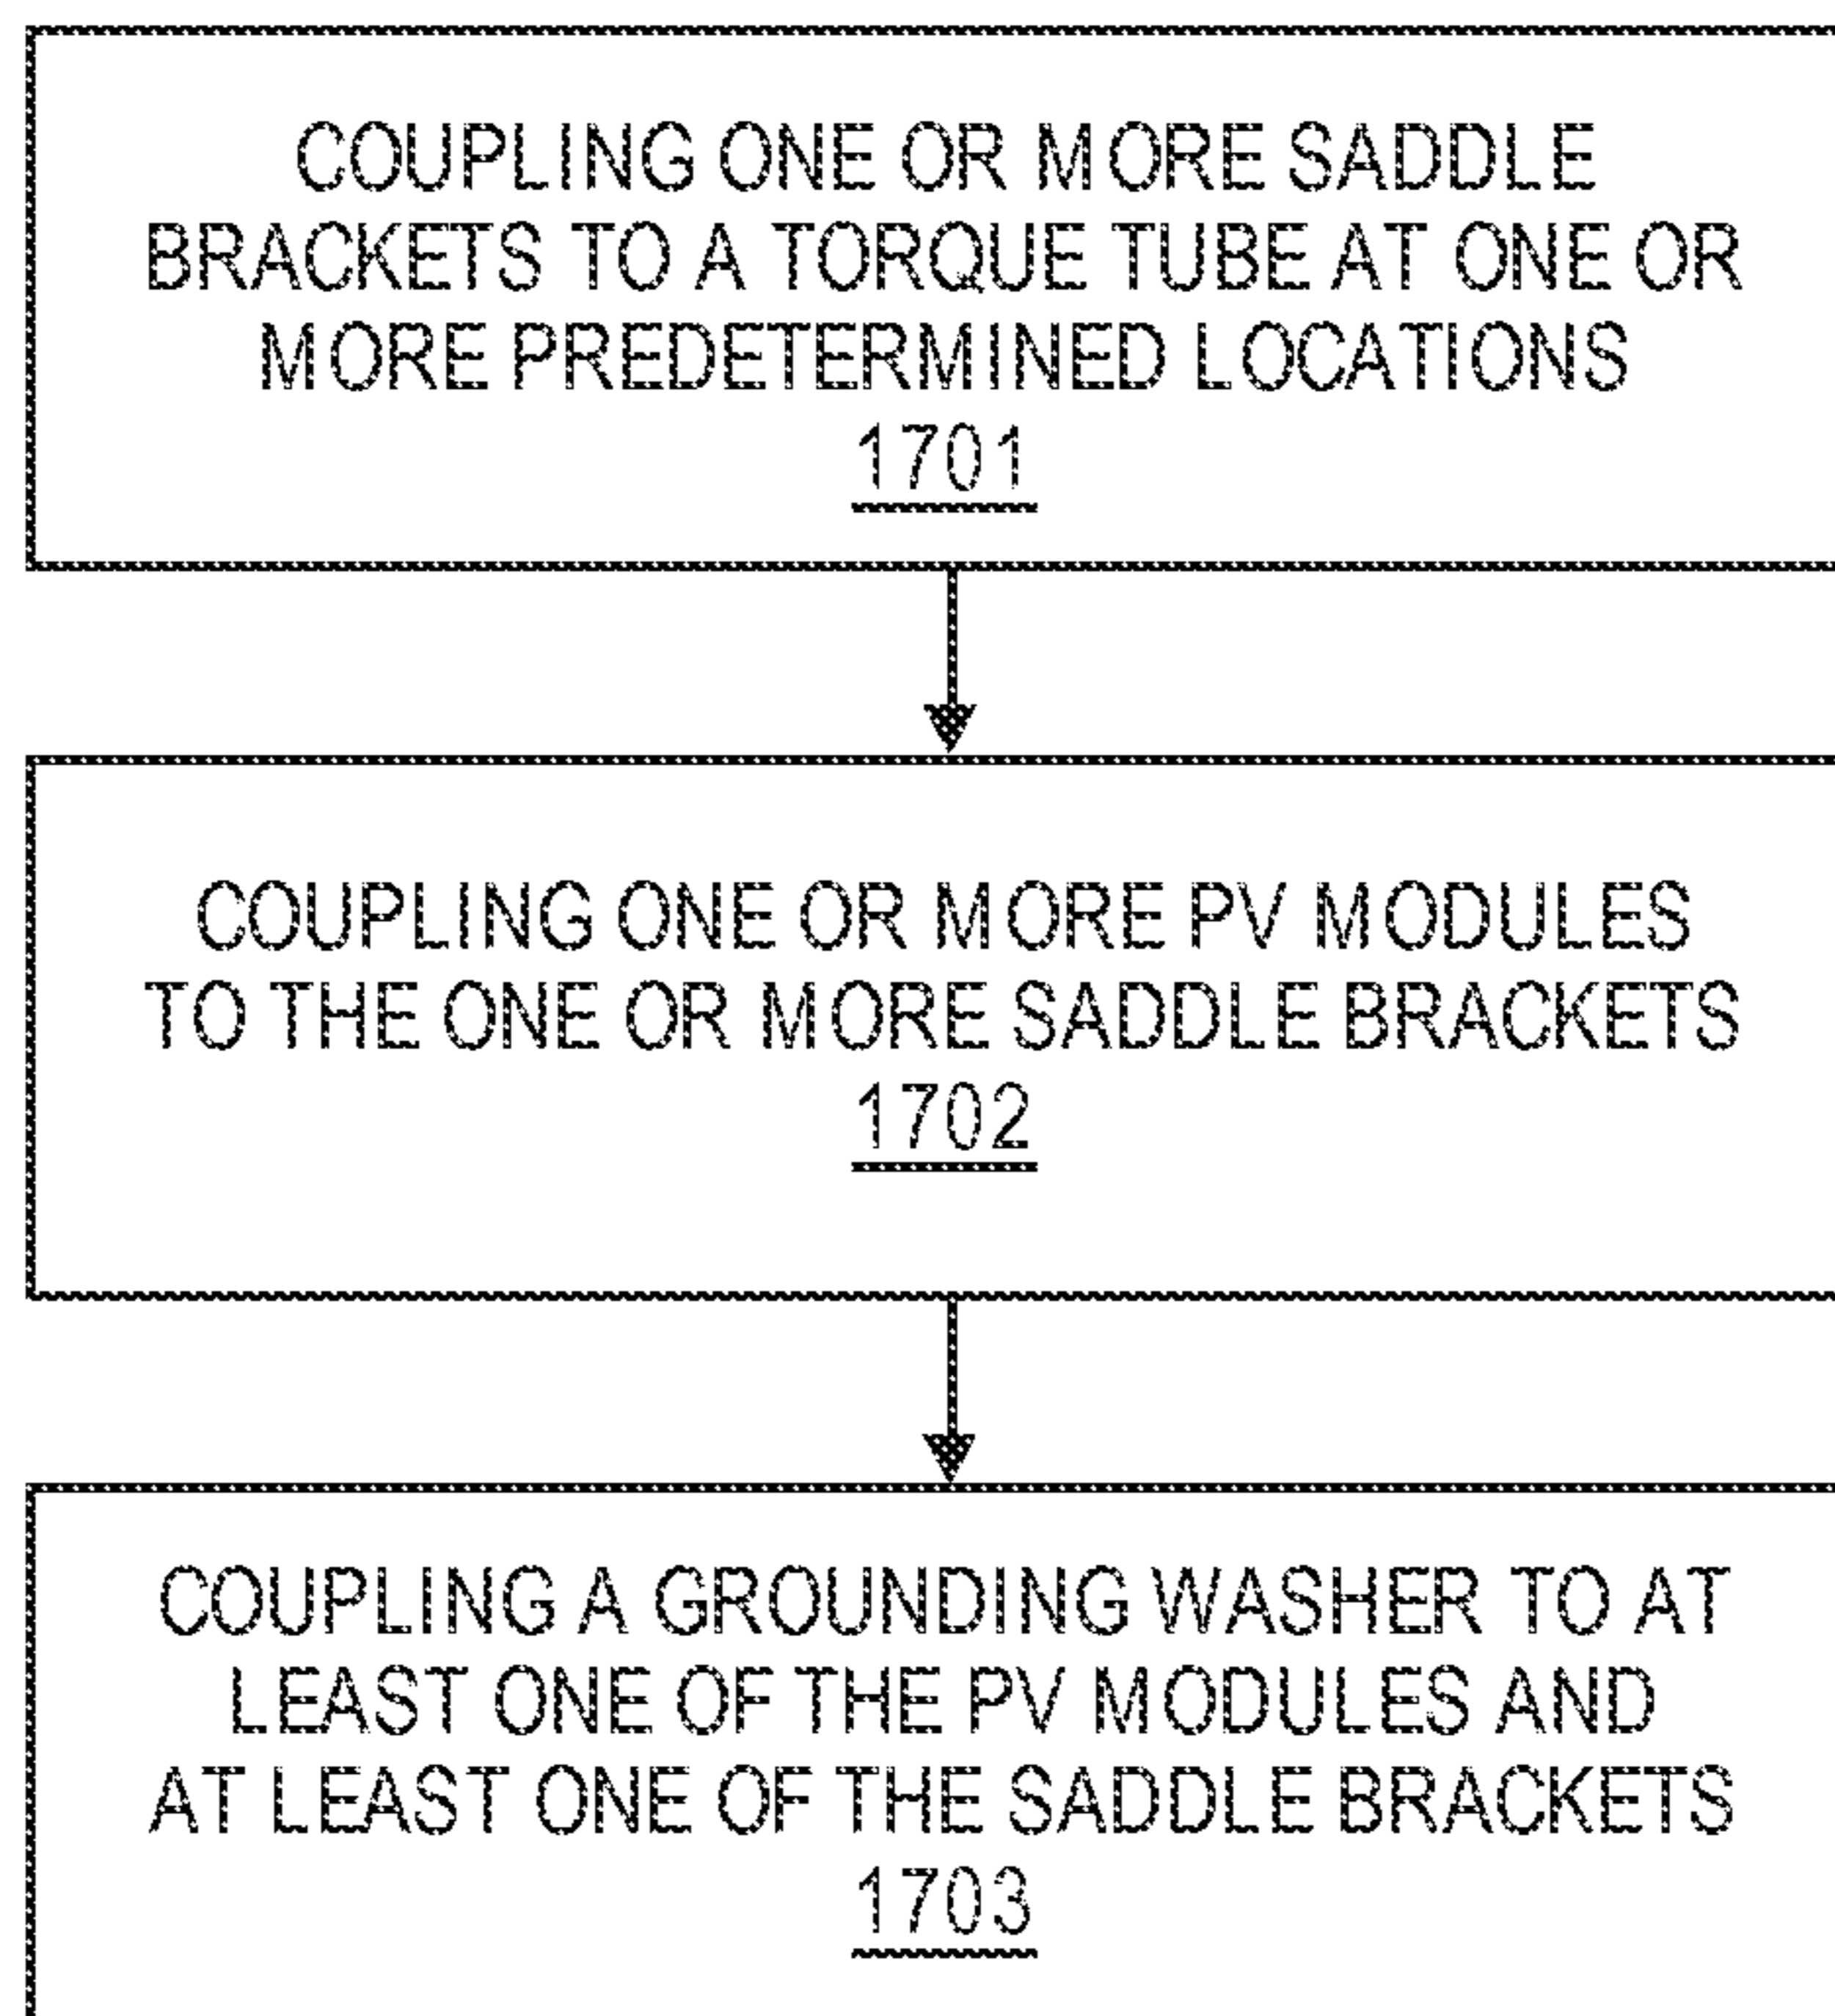 COUPLING ONE OR MORE SADDLE
BRACKETS TO A TORQUE TUBE AT ONE OR
MORE PREDETERMINED LOCATIONS
1701
COUPLING ONE OR MORE PV MODULES
TO THE ONE OR MORE SADDLE BRACKETS
1702
COUPLING A GROUNDING WASHER TO AT
LEAST ONE OF THE PV MODULES AND
AT LEAST ONE OF THE SADDLE BRACKETS
1703